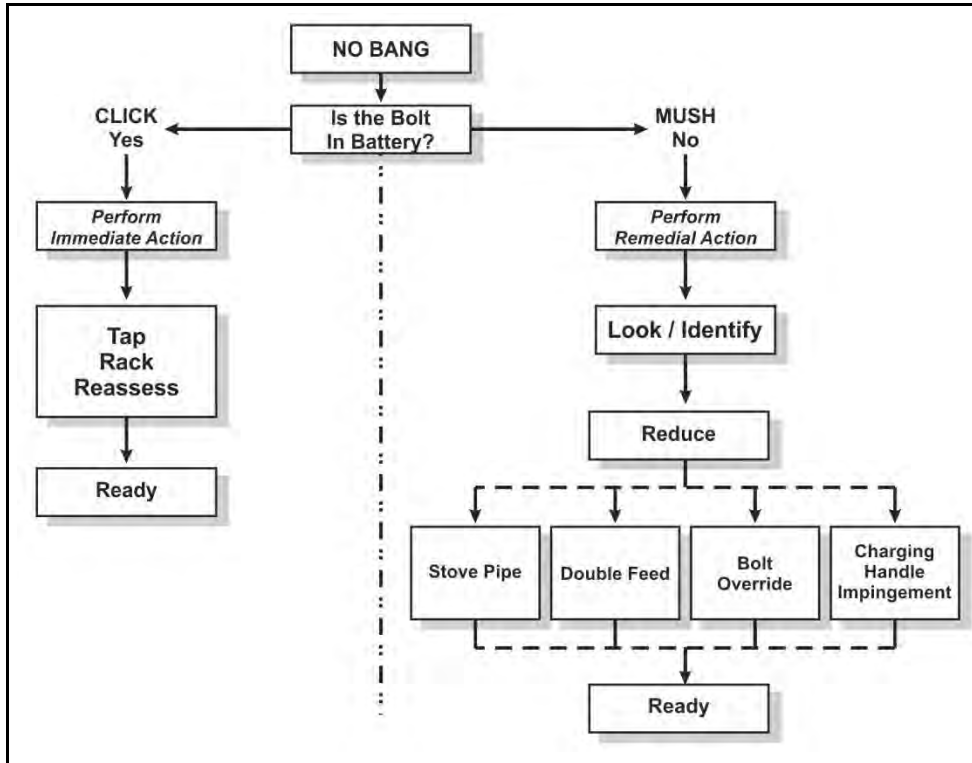 NO BANG
Is the Bolt
In Battery?
CLICK
Yes
MUSH
No
Perform
Immediate Action
Perform
Remedial Action
Tap
Rack
Reassess
Look / Identify
Reduce
Ready
Stove Pipe
Double Feed
Bolt
Override
Charging
Handle
Impingement
Ready